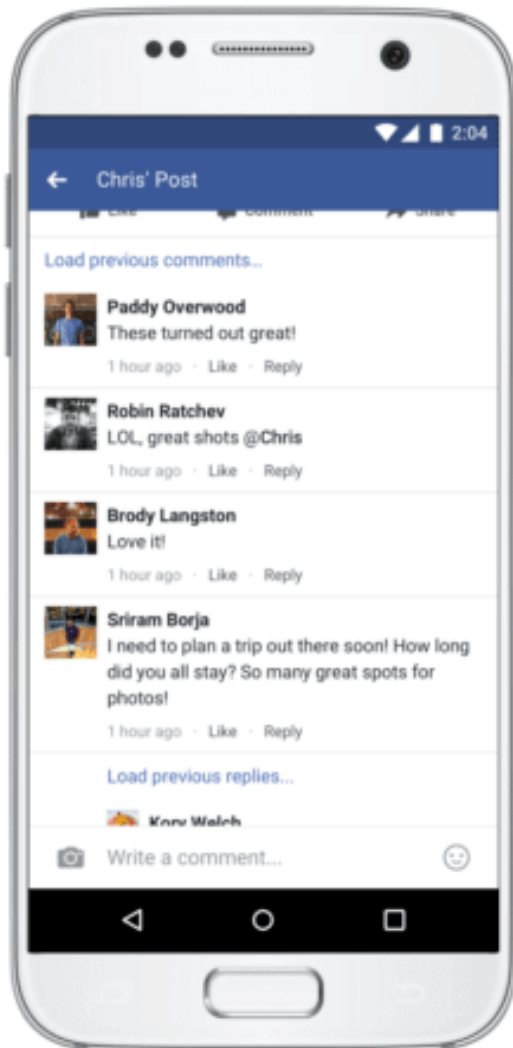 2:04
Chris' Post
Like Comment Share
Load previous comments...
Paddy Overwood
These turned out great!
1 hour ago · Like · Reply
Robin Ratchev
LOL, great shots @Chris
1 hour ago · Like · Reply
Brody Langston
Love it!
1 hour ago · Like · Reply
Sriram Borja
I need to plan a trip out there soon! How long
did you all stay? So many great spots for
photos!
1 hour ago · Like · Reply
Load previous replies...
Kory Welch
Write a comment...